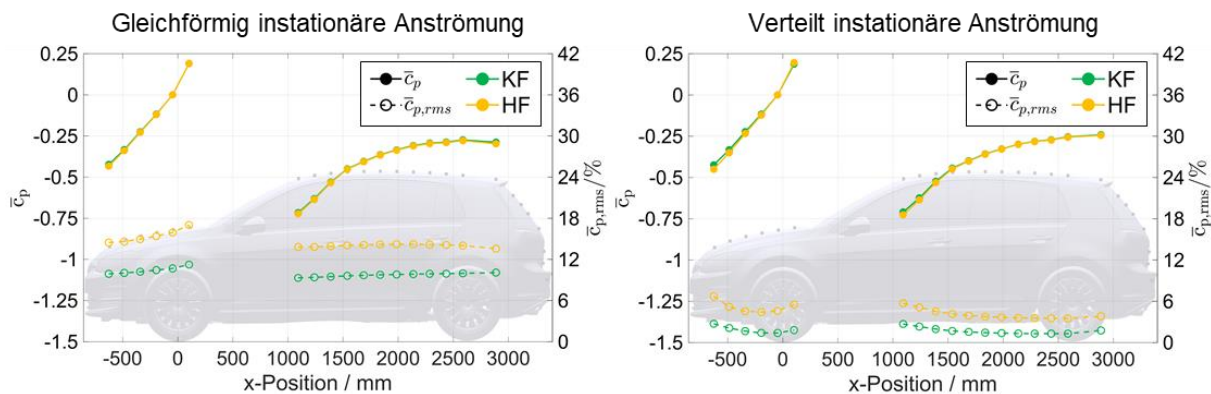 Gleichförmig instationäre Anströmung
0.25
0
-0.25
-0.5
-0.75
-1
-1.25
-1.5
c̅p
42
36
30
24
18
12
6
0
c̅p,rms/%
c̅p
KF
c̅p,rms
HF
-500 0 500 1000 1500 2000 2500 3000
x-Position / mm
Verteilt instationäre Anströmung
0.25
0
-0.25
-0.5
-0.75
-1
-1.25
-1.5
c̅p
42
36
30
24
18
12
6
0
c̅p,rms/%
c̅p
KF
c̅p,rms
HF
-500 0 500 1000 1500 2000 2500 3000
x-Position / mm